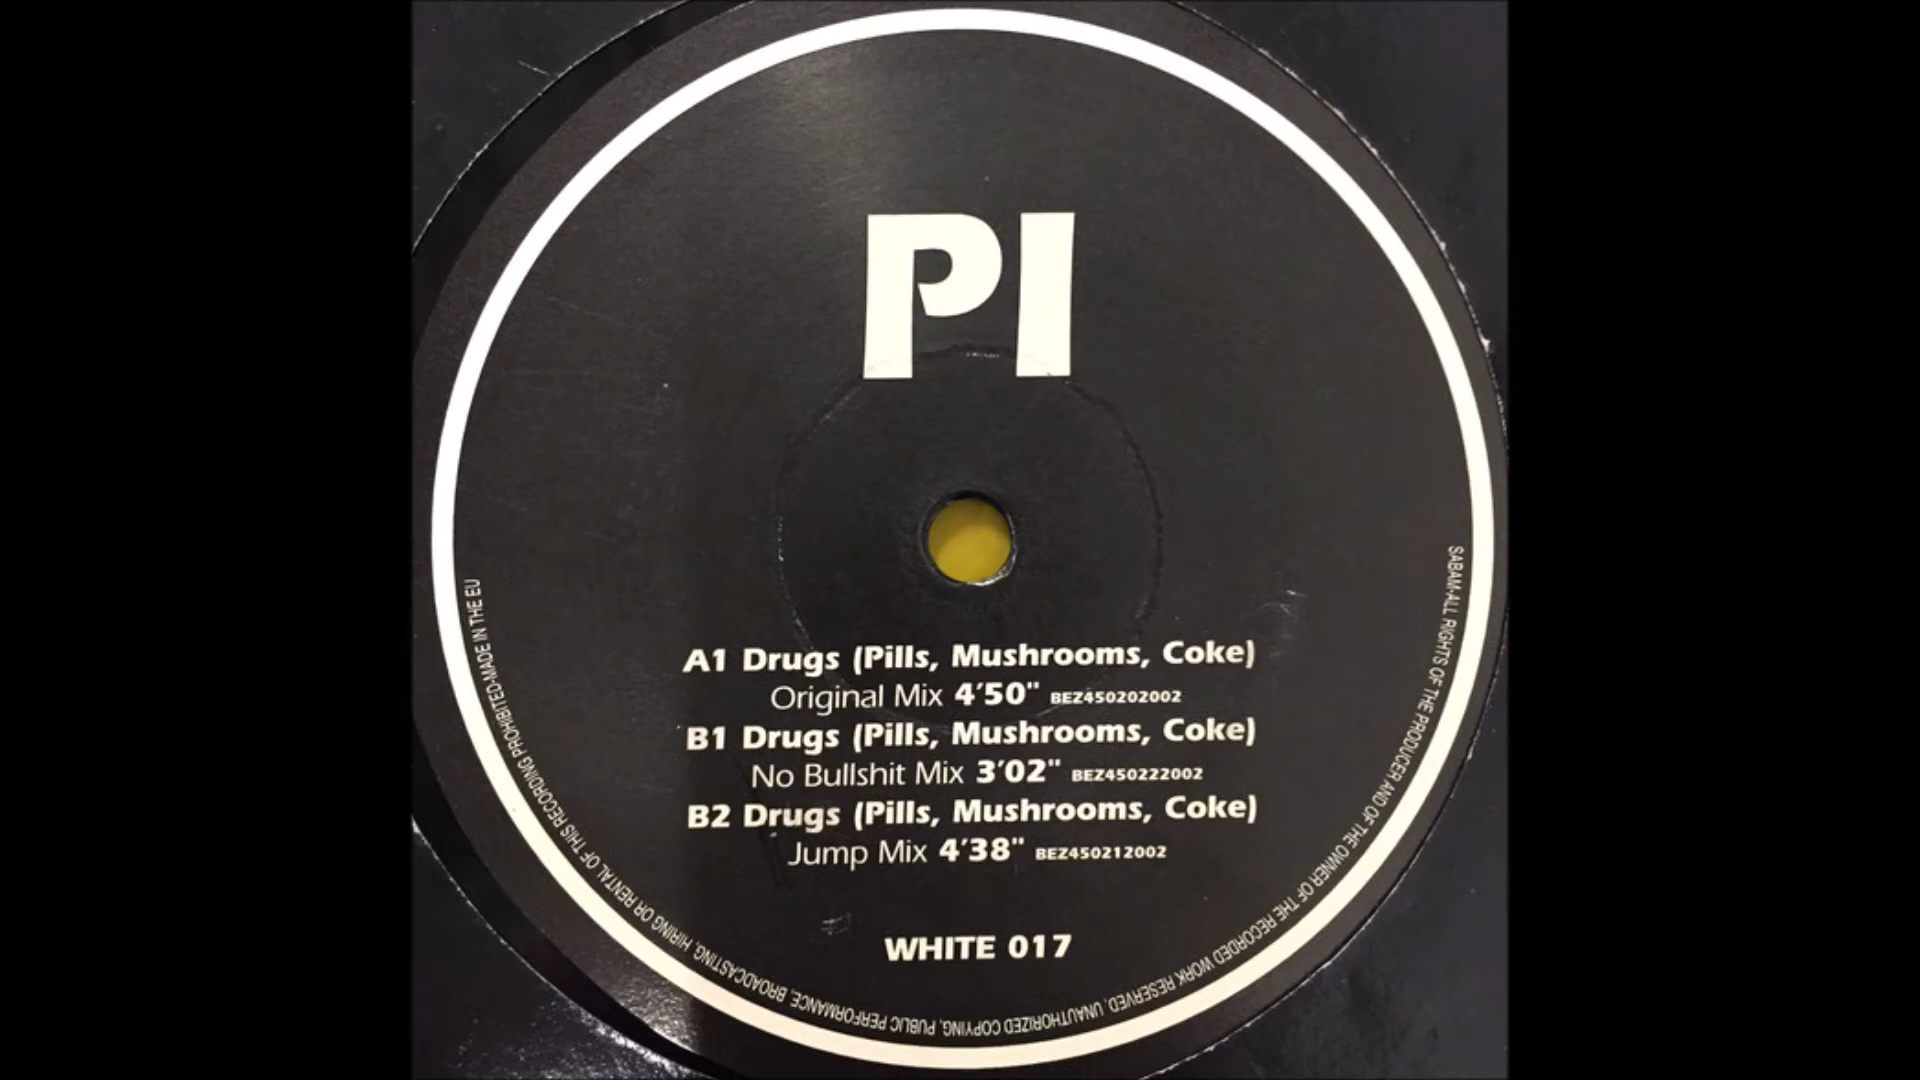 PI
A1 Drugs (Pills, Mushrooms, Coke)
Original Mix 4'50" BEZ450202002
B1 Drugs (Pills, Mushrooms, Coke)
No Bullshit Mix 3'02" BEZ450222002
B2 Drugs (Pills, Mushrooms, Coke)
Jump Mix 4'38" BEZ450212002
WHITE 017
SABAM-ALL RIGHTS OF THE PRODUCER AND OF THE OWNER OF THE RECORDED WORK RESERVED, UNAUTHORIZED COPYING, PUBLIC PERFORMANCE, BROADCASTING, HIRING OR RENTAL OF THIS RECORDING PROHIBITED-MADE IN THE EU